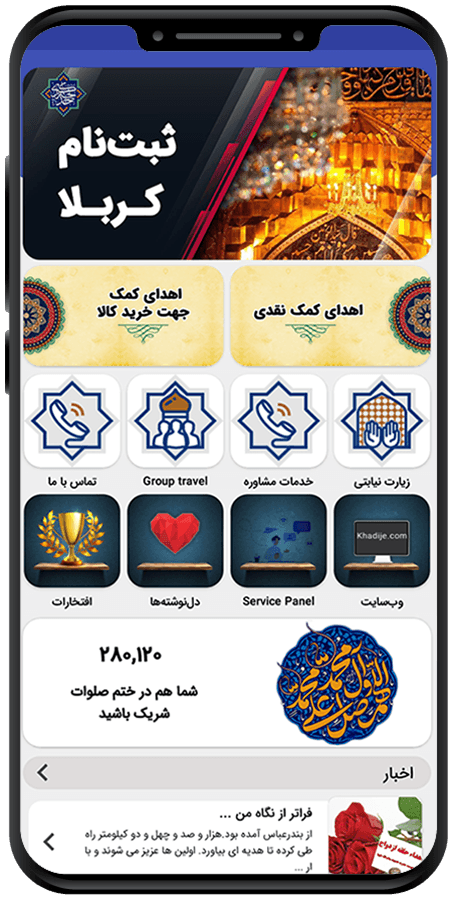 ثبت‌نام
کربلا
اهدای کمک نقدی
اهدای کمک
جهت خرید کالا
زیارت نیابتی
خدمات مشاوره
Group travel
تماس با ما
Khadije.com
وب‌سایت
Service Panel
دل‌نوشته‌ها
افتخارات
۲۸۰,۱۲۰
شما هم در ختم صلوات
شریک باشید
اخبار
فراتر از نگاه من ...
از بندرعباس آمده بود.هزار و صد و چهل و دو کیلومتر راه
طی کرده تا هدیه ای بیاورد. اولین ها عزیز می شوند و با
از ...